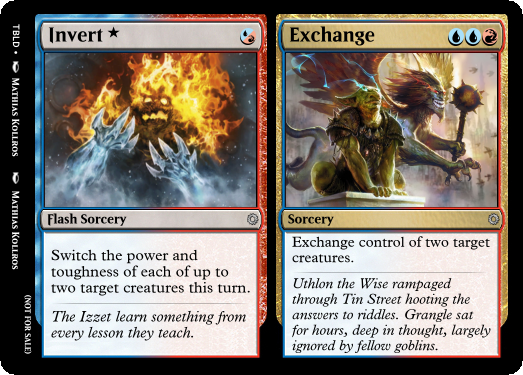 Invert ★
Flash Sorcery
Switch the power and
toughness of each of up to
two target creatures this turn.
The Izzet learn something from
every lesson they teach.
Exchange
Sorcery
Exchange control of two target
creatures.
Uthlon the Wise rampaged
through Tin Street hooting the
answers to riddles. Grangle sat
for hours, deep in thought, largely
ignored by fellow goblins.
TBLD • Mathias Kollros
Mathias Kollros
(NOT FOR SALE)